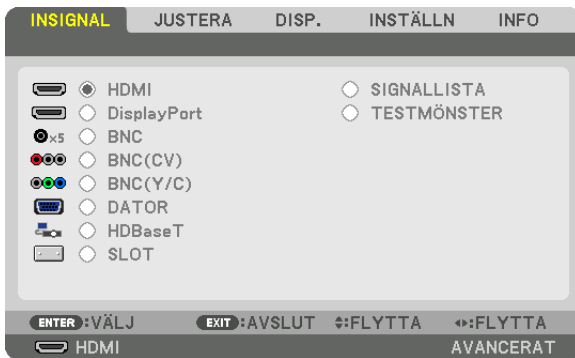 INSIGNAL JUSTERA DISP. INSTÄLLN INFO
HDMI SIGNALLISTA
DisplayPort TESTMÖNSTER
×5 BNC
BNC(CV)
BNC(Y/C)
DATOR
HDBaseT
SLOT
ENTER :VÄLJ EXIT :AVSLUT :FLYTTA :FLYTTA
HDMI AVANCERAT